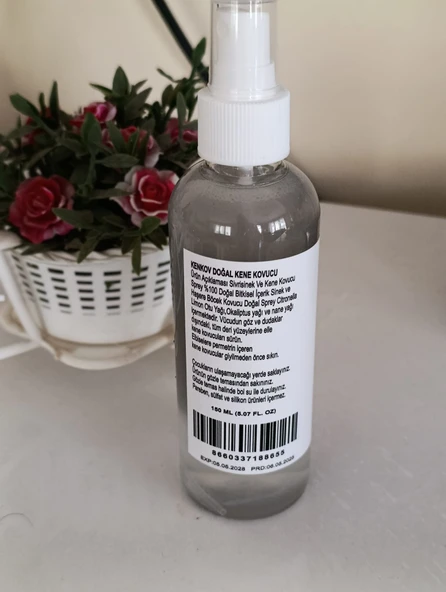 KENKOV DOĞAL KENE KOVUCU
Ürün Açıklaması Sivrisinek Ve Kene Kovucu
Sprey %100 Doğal Bitkisel İçerik Sinek ve
Haşere Böcek Kovucu Doğal Sprey Citronella
Limon Otu Yağı,Okaliptus yağı ve nane yağı
içermektedir. Vücudun göz ve dudaklar
dışındaki, tüm deri yüzeylerine elle
kene kovucuları sürün.
Elbiselere permetrin içeren
kene kovucular giyilmeden önce sıkın.
Çocukların ulaşamayacağı yerde saklayınız.
Ürünün gözle temasından sakınınız.
Gözle temas halinde bol su ile durulayınız.
Paraben, sülfat ve silikon ürünleri içermez.
150 ML (5.07 FL. OZ)
8660337188655
EXP:06.05.2028 PRD:06.05.2023